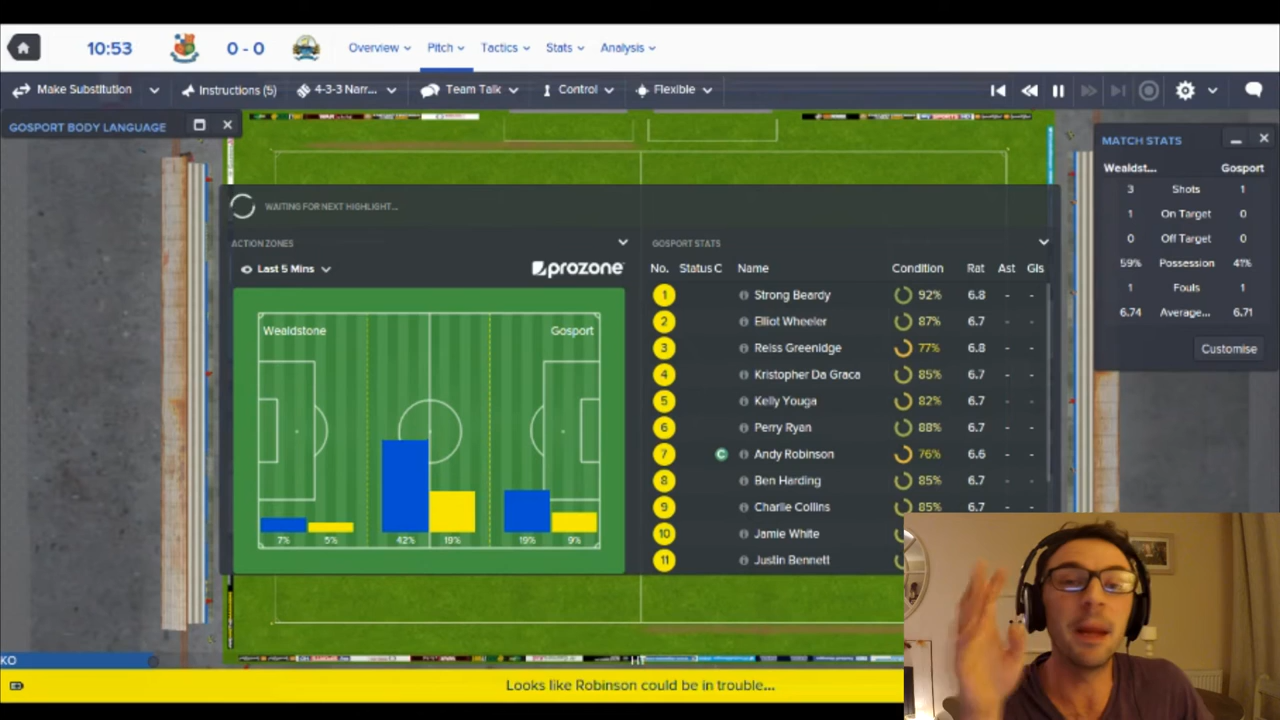 10:53 0 - 0 Overview Pitch Tactics Stats Analysis
Make Substitution Instructions (5) 4-3-3 Narr... Team Talk Control Flexible
GOSPORT BODY LANGUAGE
MATCH STATS
Wealdst... Gosport
3 Shots 1
1 On Target 0
0 Off Target 0
59% Possession 41%
1 Fouls 1
6.74 Average... 6.71
Customise
WAITING FOR NEXT HIGHLIGHT...
ACTION ZONES
Last 5 Mins prozone
Wealdstone Gosport
7% 5% 42% 19% 19% 9%
GOSPORT STATS
No. Status C Name Condition Rat Ast Gls
1 Strong Beardy 92% 6.8 - -
2 Elliot Wheeler 87% 6.7 - -
3 Reiss Greenidge 77% 6.8 - -
4 Kristopher Da Graca 85% 6.7 - -
5 Kelly Youga 82% 6.7 - -
6 Perry Ryan 88% 6.7 - -
7 C Andy Robinson 76% 6.6 - -
8 Ben Harding 85% 6.7 - -
9 Charlie Collins 85% 6.7 - -
10 Jamie White
11 Justin Bennett
KO HT
Looks like Robinson could be in trouble...